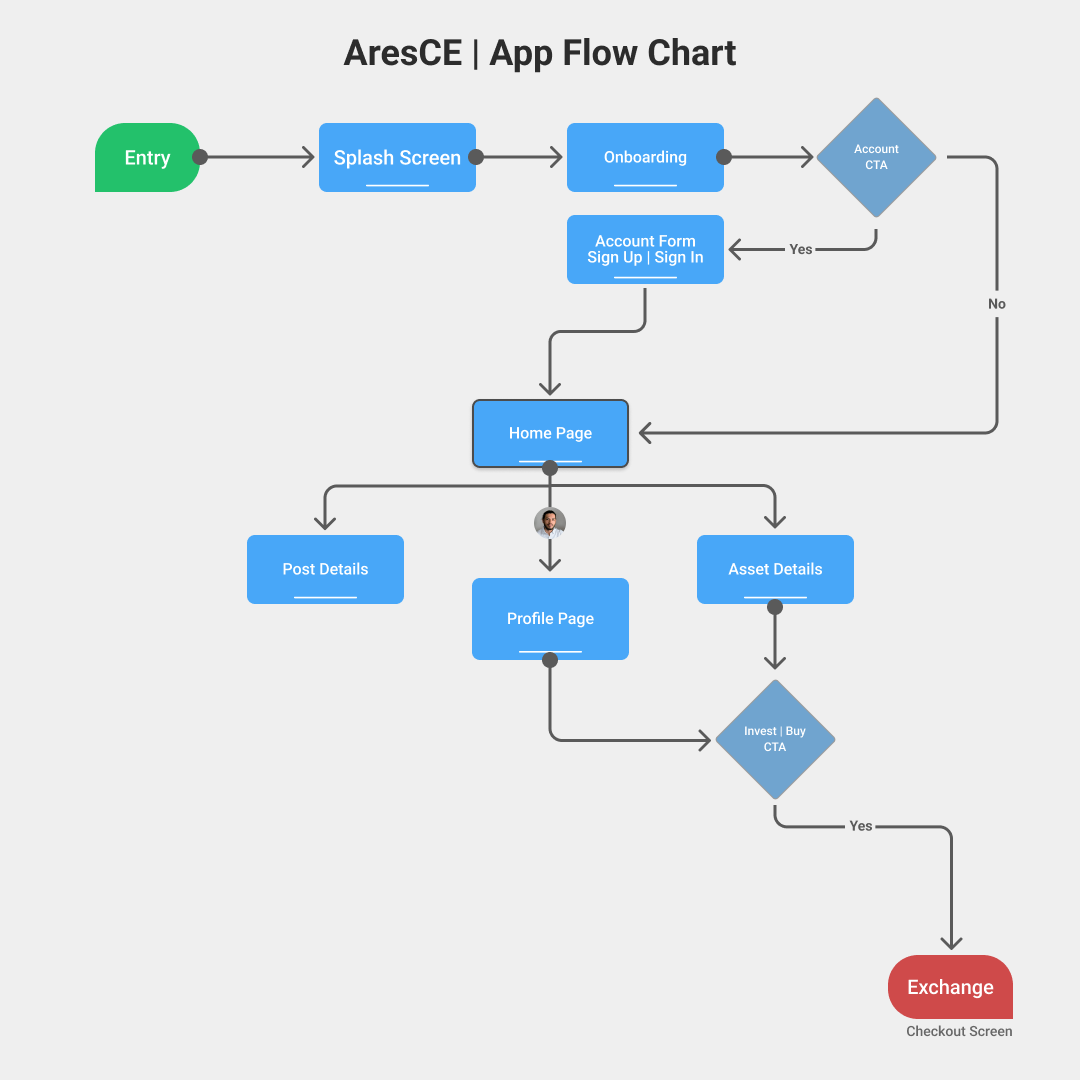 AresCE | App Flow Chart
Entry
Splash Screen
Onboarding
Account
CTA
Account Form
Sign Up | Sign In
Yes
No
Home Page
Post Details
Profile Page
Asset Details
Invest | Buy
CTA
Yes
Exchange
Checkout Screen